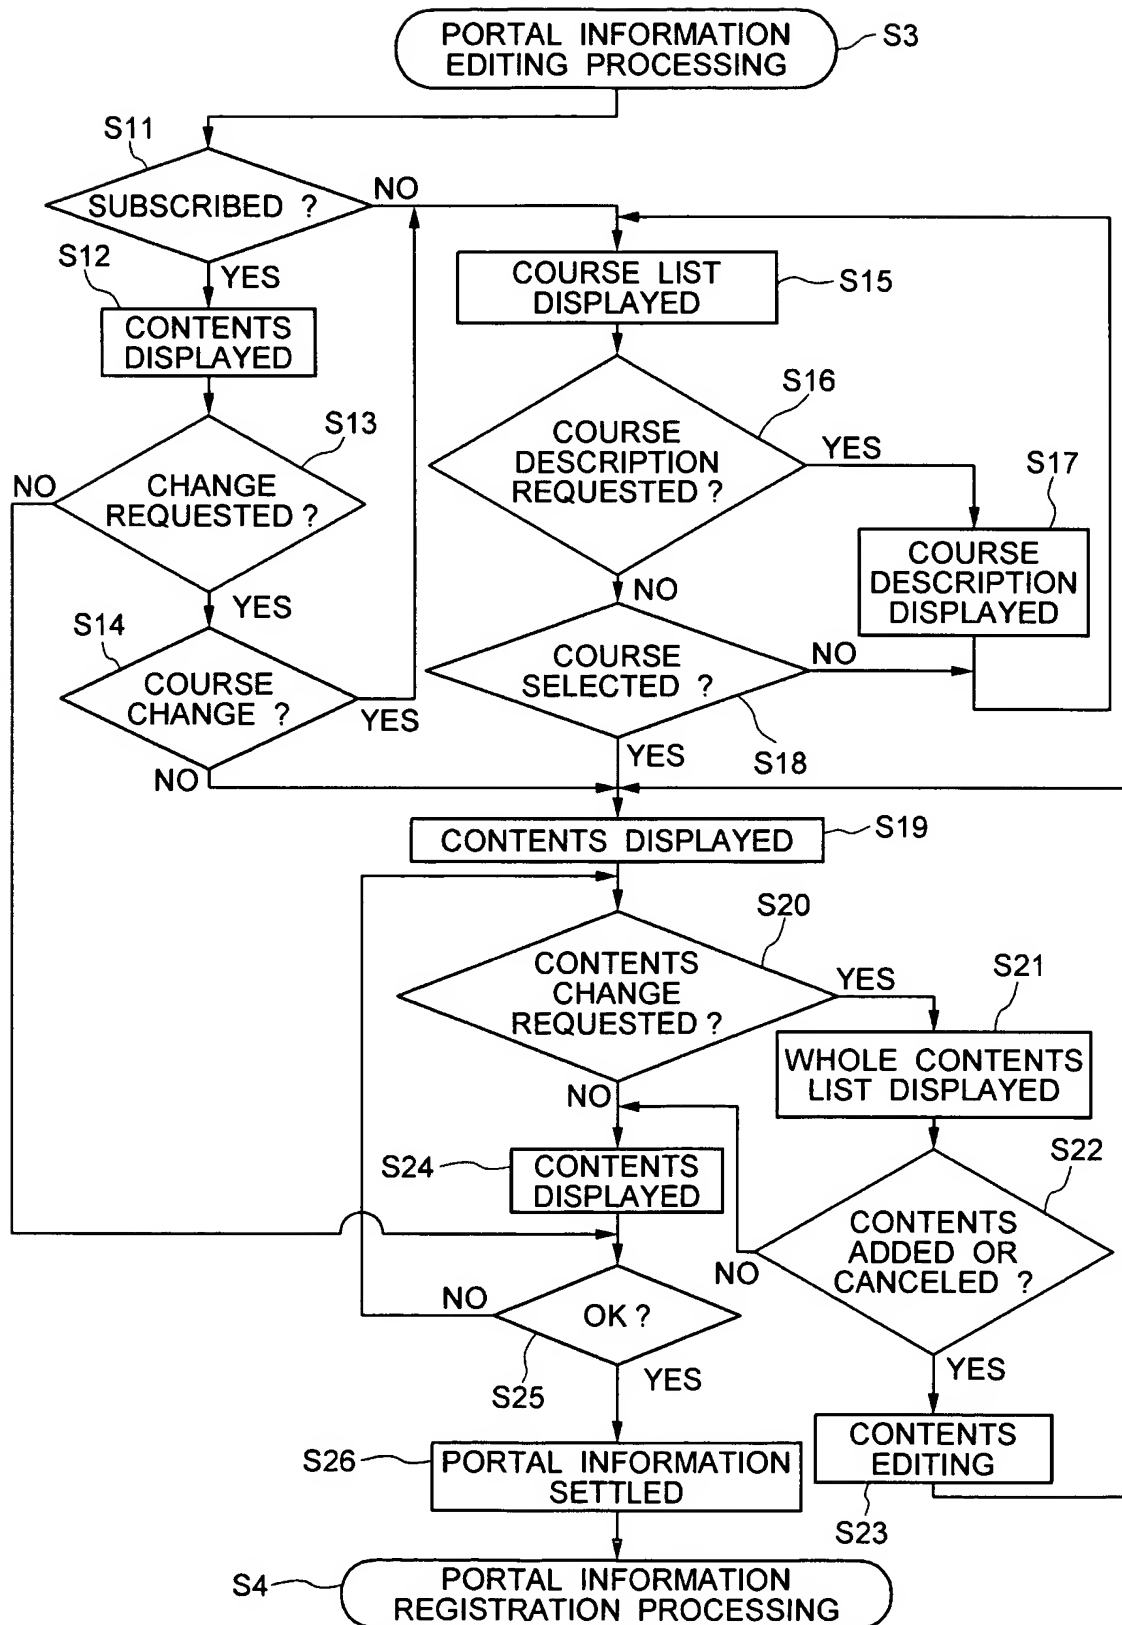 PORTAL INFORMATION
EDITING PROCESSING
S3
S11
SUBSCRIBED ?
NO
YES
S12
CONTENTS
DISPLAYED
COURSE LIST
DISPLAYED
S15
S13
CHANGE
REQUESTED ?
NO
YES
S16
COURSE
DESCRIPTION
REQUESTED ?
YES
NO
S17
COURSE
DESCRIPTION
DISPLAYED
S14
COURSE
CHANGE ?
YES
NO
COURSE
SELECTED ?
NO
S18
YES
CONTENTS DISPLAYED
S19
S20
CONTENTS
CHANGE
REQUESTED ?
YES
NO
S21
WHOLE CONTENTS
LIST DISPLAYED
S24
CONTENTS
DISPLAYED
S22
CONTENTS
ADDED OR
CANCELED ?
NO
YES
OK ?
NO
S25
YES
CONTENTS
EDITING
S23
S26
PORTAL INFORMATION
SETTLED
S4
PORTAL INFORMATION
REGISTRATION PROCESSING